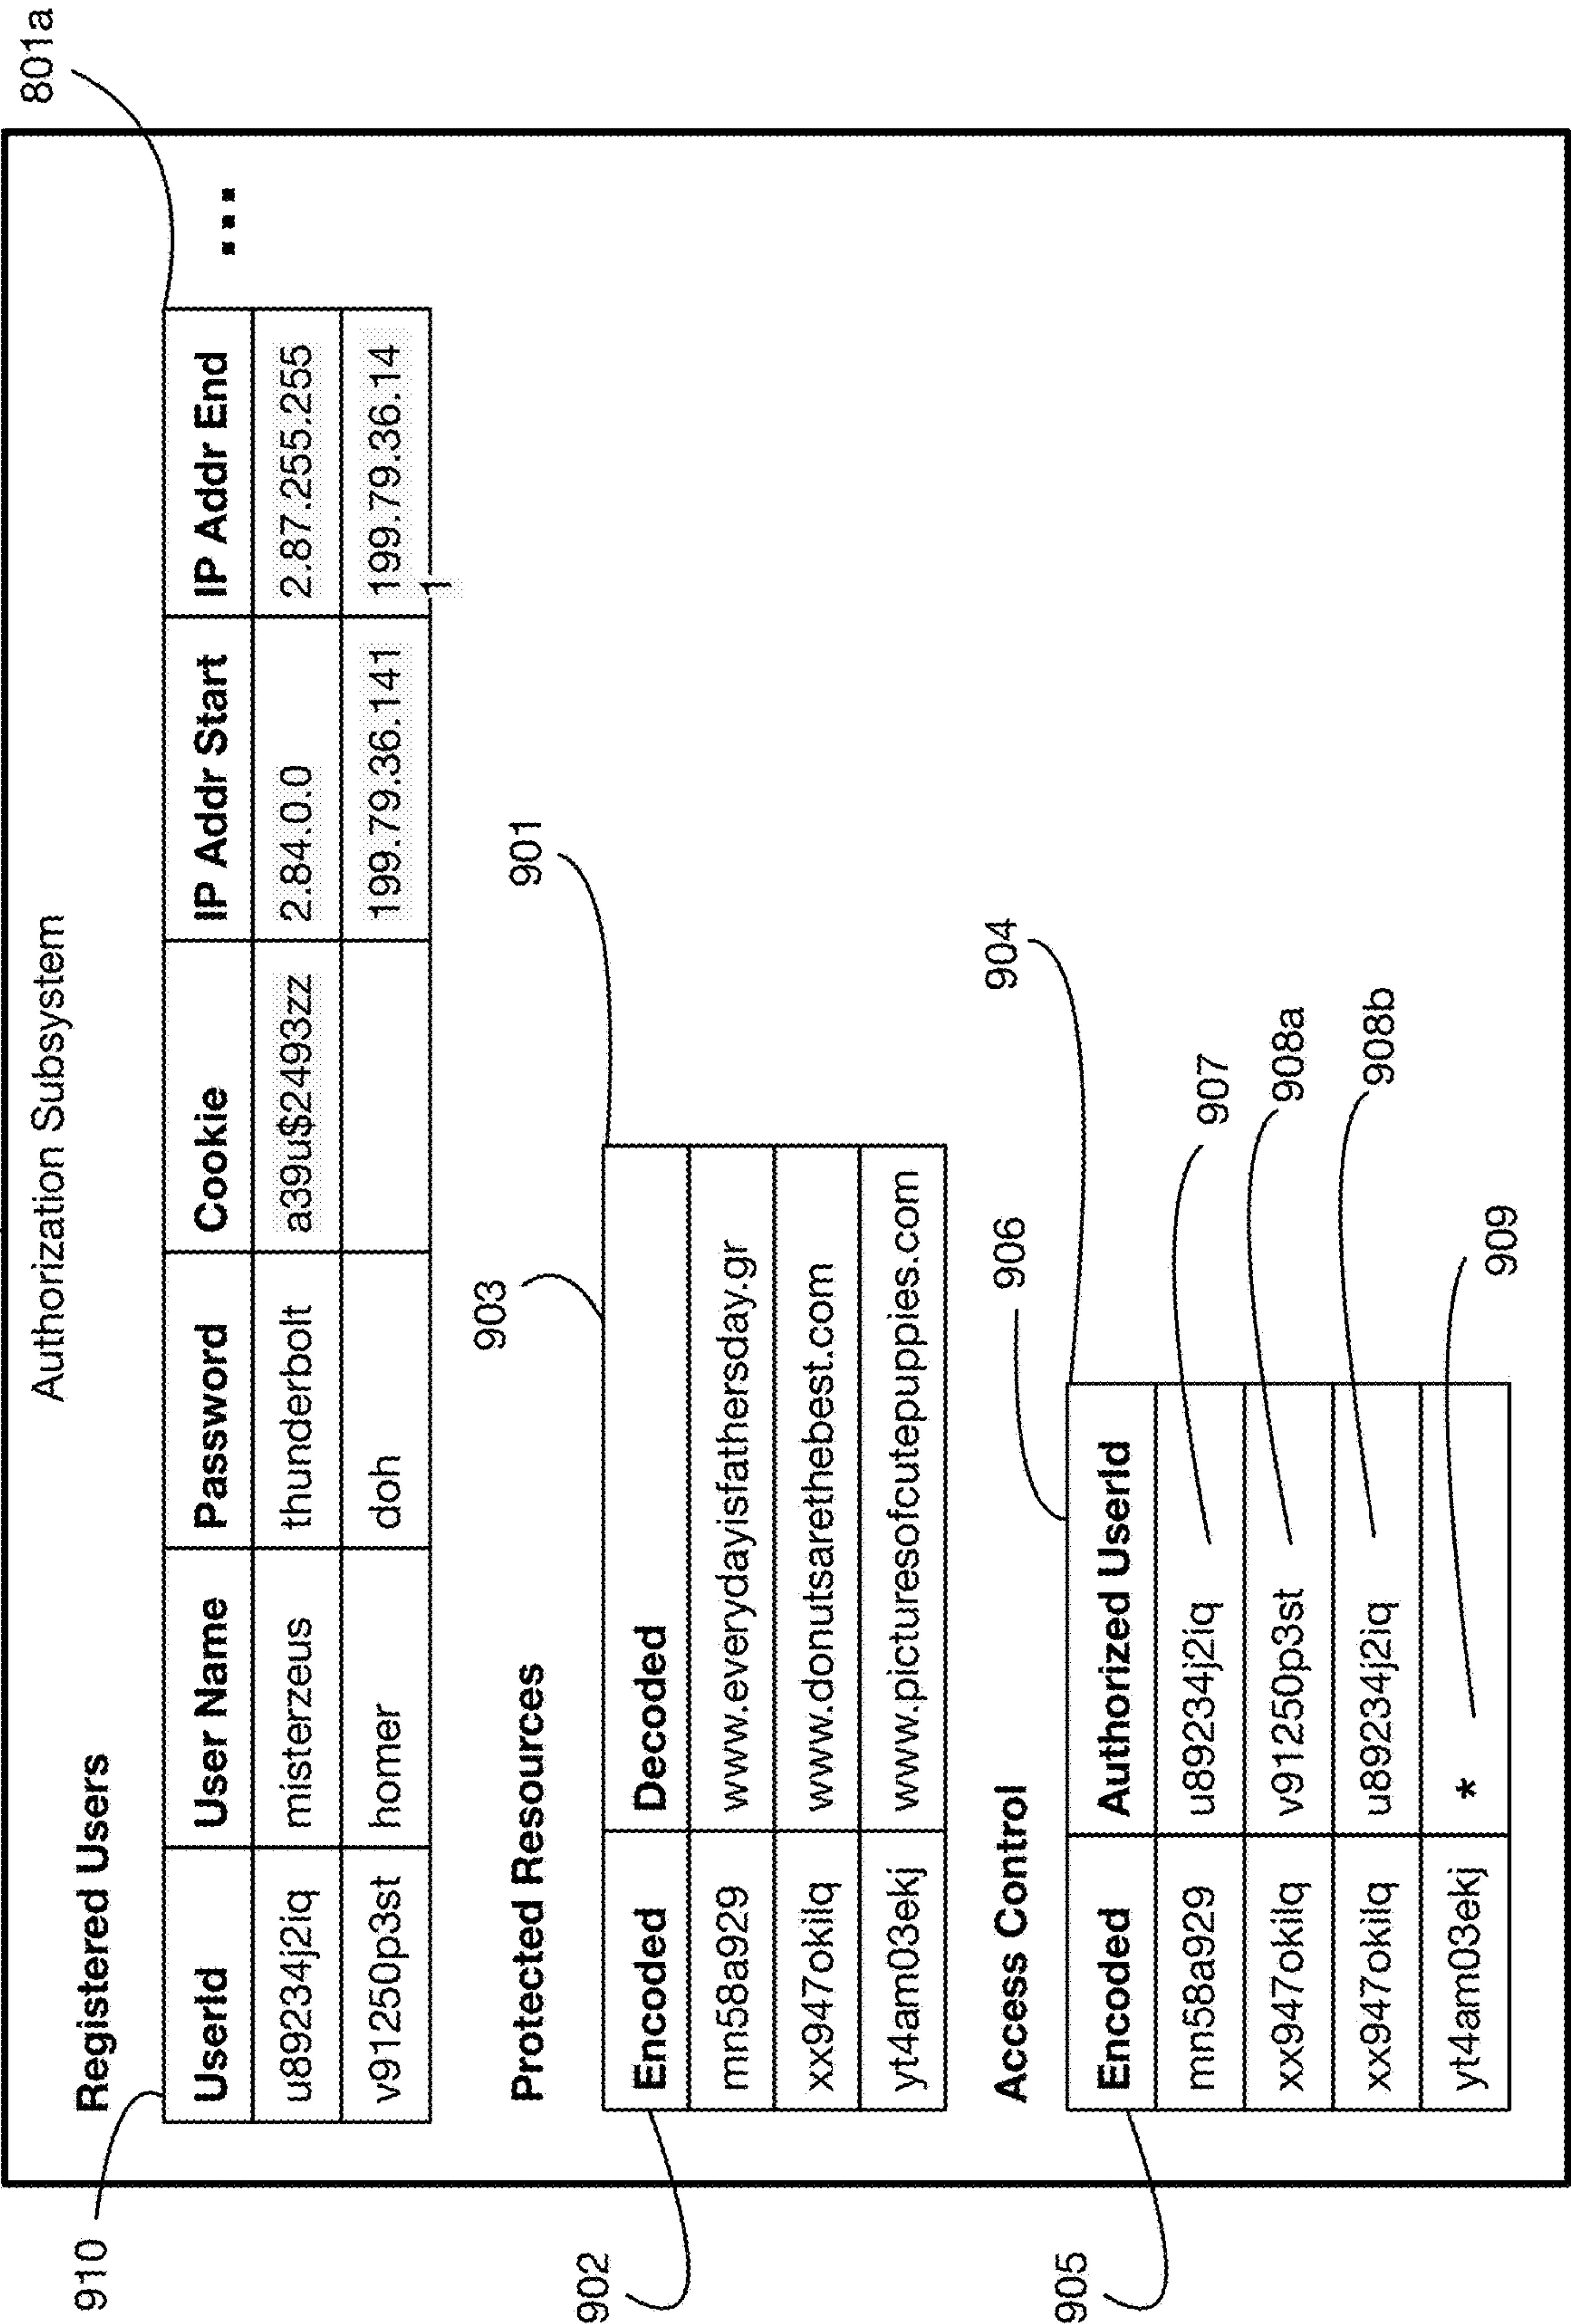 Authorization Subsystem
801a
910
Registered Users
UserId User Name Password Cookie IP Addr Start IP Addr End ...
u89234j2iq misterzeus thunderbolt a39u$2493zz 2.84.0.0 2.87.255.255
v91250p3st homer doh 199.79.36.141 199.79.36.14
1
Protected Resources
903
901
902
Encoded Decoded
mn58a929 www.everydayisfathersday.gr
xx947okilq www.donutsarethebest.com
yt4am03ekj www.picturesofcutepuppies.com
Access Control
906
904
905
Encoded Authorized UserId
mn58a929 u89234j2iq 907
xx947okilq v91250p3st 908a
xx947okilq u89234j2iq 908b
yt4am03ekj * 909